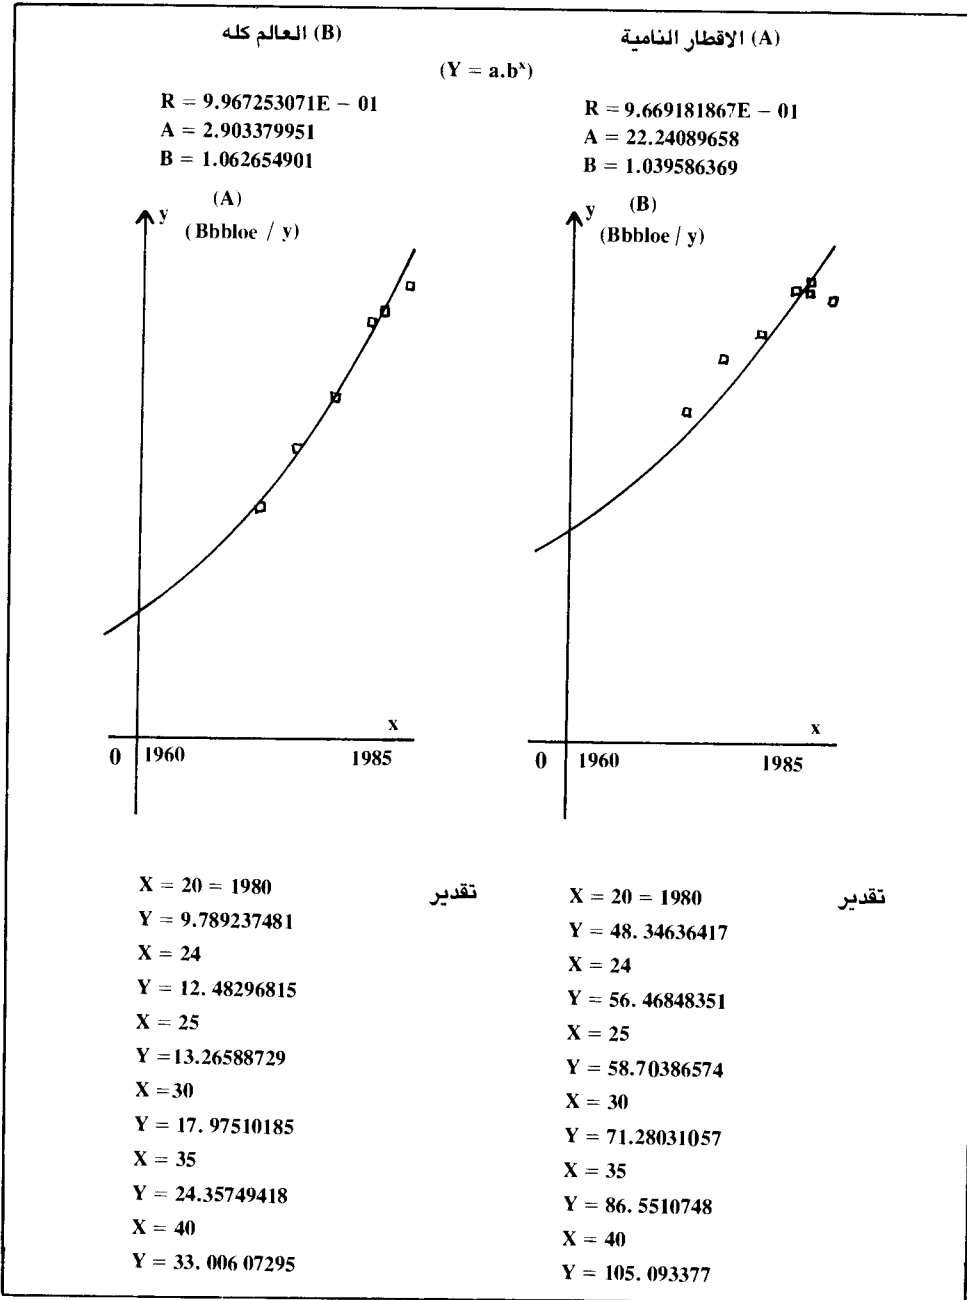 (A) الاقطار النامية
(B) العالم كله
(Y = a.bˣ)
R = 9.967253071E – 01
A = 2.903379951
B = 1.062654901
R = 9.669181867E – 01
A = 22.24089658
B = 1.039586369
(A)
y
(Bbbloe / y)
x
0
1960
1985
(B)
y
(Bbbloe / y)
x
0
1960
1985
تقدير
X = 20 = 1980
Y = 9.789237481
X = 24
Y = 12. 48296815
X = 25
Y =13.26588729
X =30
Y = 17. 97510185
X = 35
Y = 24.35749418
X = 40
Y = 33. 006 07295
تقدير
X = 20 = 1980
Y = 48. 34636417
X = 24
Y = 56. 46848351
X = 25
Y = 58. 70386574
X = 30
Y = 71.28031057
X = 35
Y = 86. 5510748
X = 40
Y = 105. 093377